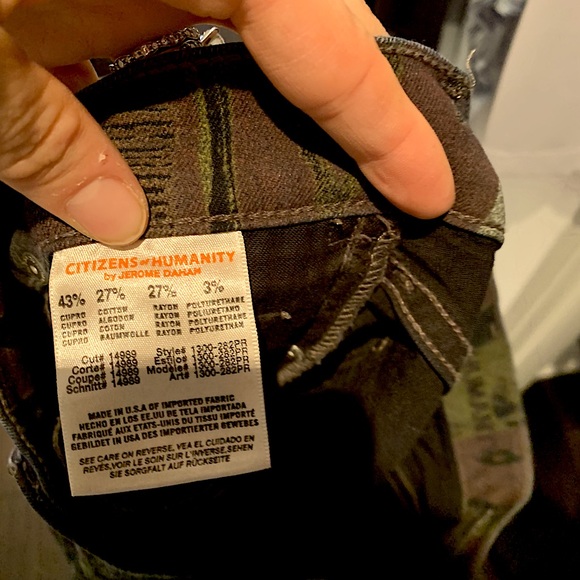 CITIZENS of HUMANITY
by JEROME DAHAN
43% 27% 27% 3%
CUPRO COTTON RAYON POLYURETHANE
CUPRO ALGODON RAYON POLIURETANO
CUPRO COTON RAYON POLYURETHANE
CUPRO BAUMWOLLE RAYON POLYURETHAN
Cut# 14989 Style# 1300-282PR
Corte# 14989 Estilo# 1300-282PR
Coupe# 14989 Modele# 1300-282PR
Schnitt# 14989 Art# 1300-282PR
MADE IN U.S.A OF IMPORTED FABRIC
HECHO EN LOS EE.UU DE TELA IMPORTADA
FABRIQUÉ AUX ETATS-UNIS DU TISSU IMPORTÉ
GEBILDET IN USA DES IMPORTIERTER GEWEBES
SEE CARE ON REVERSE, VEA EL CUIDADO EN
REVÉS, VOIR LE SOIN SUR L'INVERSE, SEHEN
SIE SORGFALT AUF RÜCKSEITE